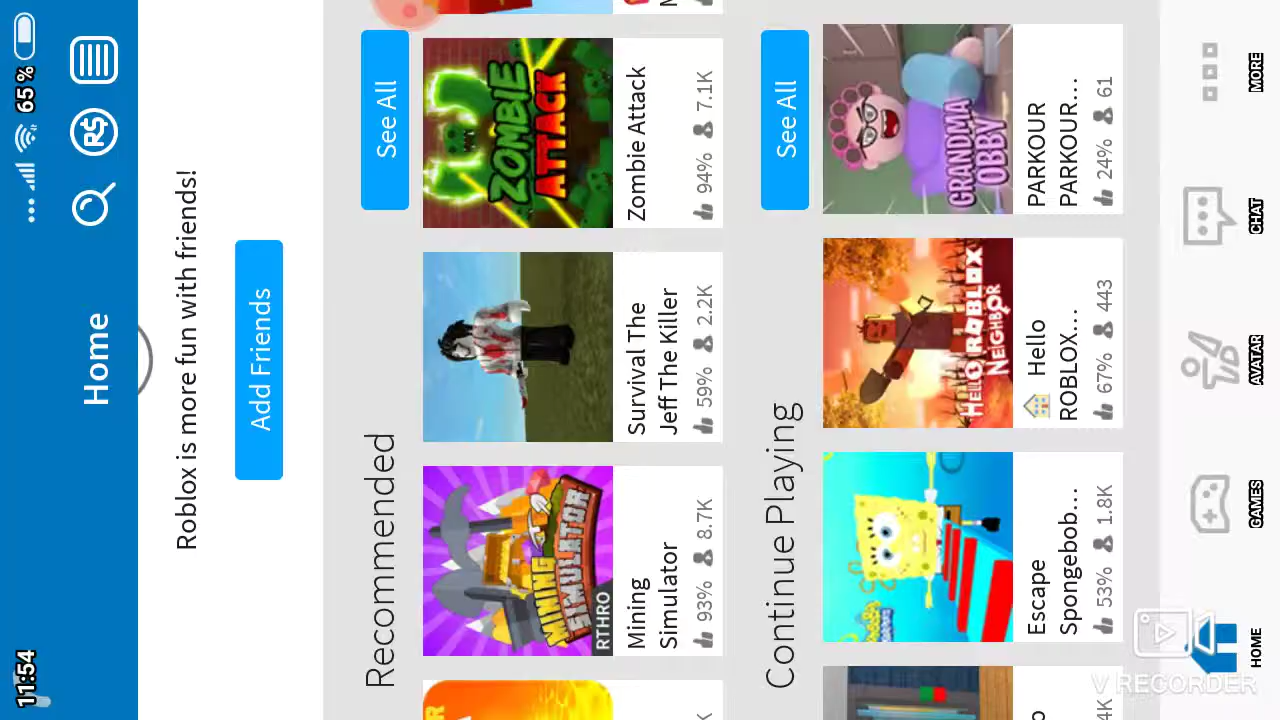 11:54
65 %
Home
R$
Roblox is more fun with friends!
Add Friends
Recommended
See All
MINING
SIMULATOR
RTHRO
Mining
Simulator
93% 8.7K
Survival The
Jeff The Killer
59% 2.2K
ZOMBIE
ATTACK
Zombie Attack
94% 7.1K
Continue Playing
See All
Escape
Spongebob...
53% 1.8K
HELLO ROBLOX
NEIGHBOR
Hello
ROBLOX...
67% 443
GRANDMA
OBBY
PARKOUR
PARKOUR...
24% 61
HOME
GAMES
AVATAR
CHAT
MORE
V RECORDER